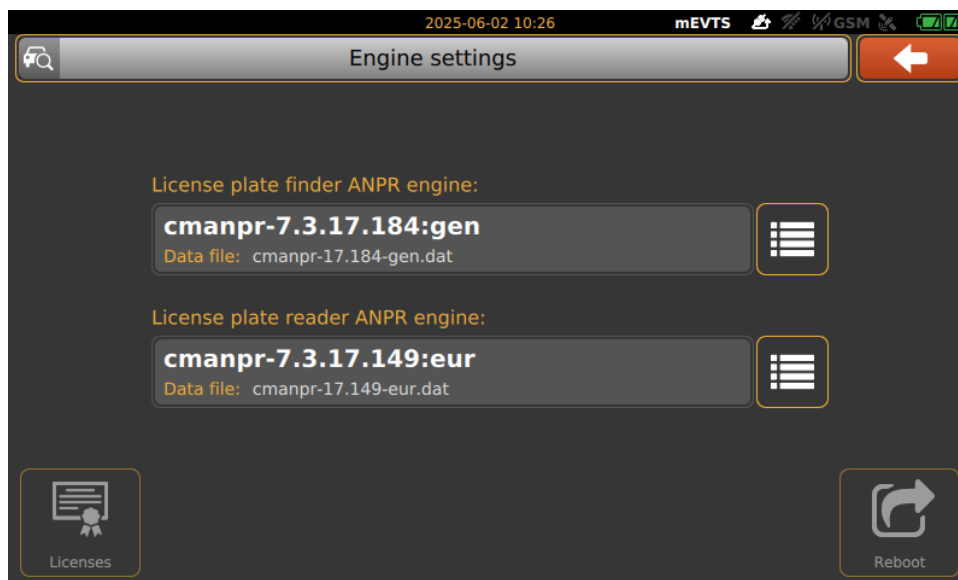 2025-06-02 10:26 mEVTS GSM
Engine settings
License plate finder ANPR engine:
cmanpr-7.3.17.184:gen
Data file: cmanpr-17.184-gen.dat
License plate reader ANPR engine:
cmanpr-7.3.17.149:eur
Data file: cmanpr-17.149-eur.dat
Licenses
Reboot